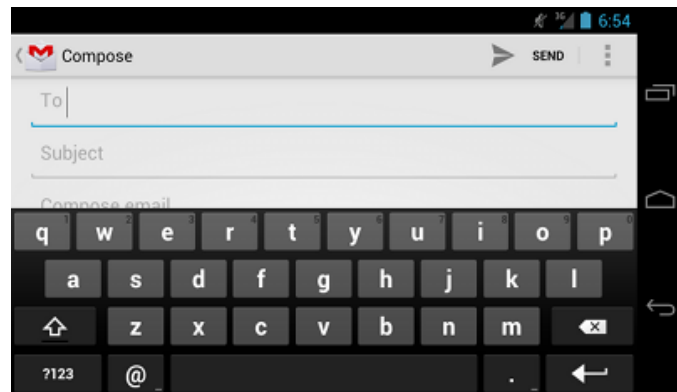 3G 6:54
Compose SEND
To
Subject
Compose email
1 2 3 4 5 6 7 8 9 0
q w e r t y u i o p
a s d f g h j k l
z x c v b n m
?123 @ . _